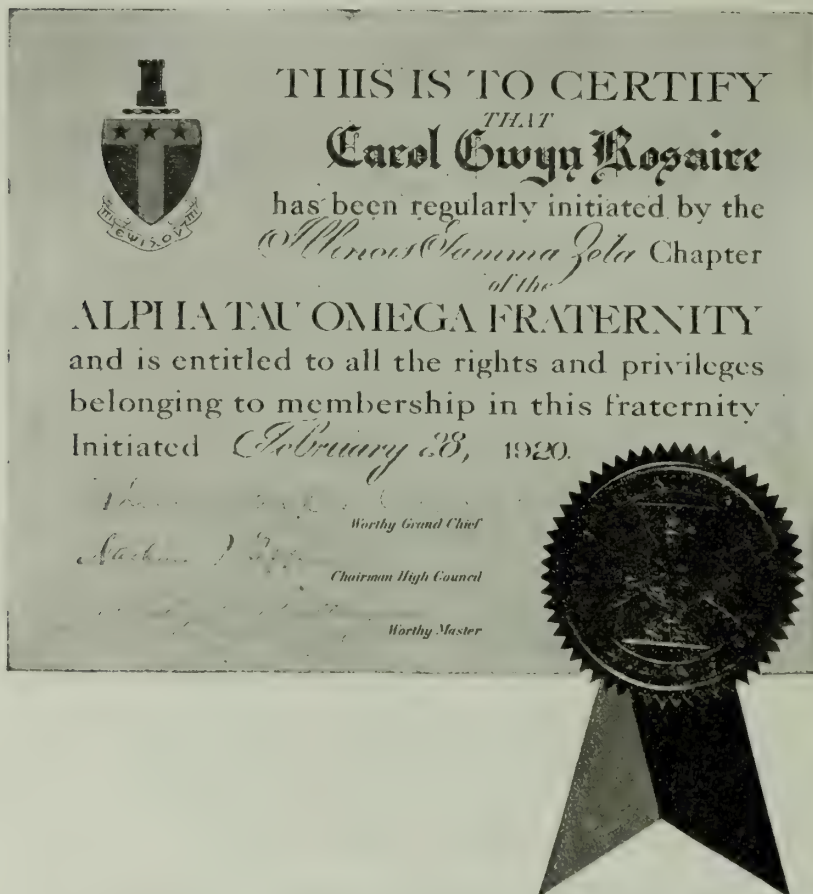 THIS IS TO CERTIFY
THAT
Carol Gwyn Rosaire
has been regularly initiated by the
Illinois Gamma Zeta Chapter
of the
ALPHA TAU OMEGA FRATERNITY
and is entitled to all the rights and privileges
belonging to membership in this fraternity
Initiated February 28, 1920.
Worthy Grand Chief
Chairman High Council
Worthy Master